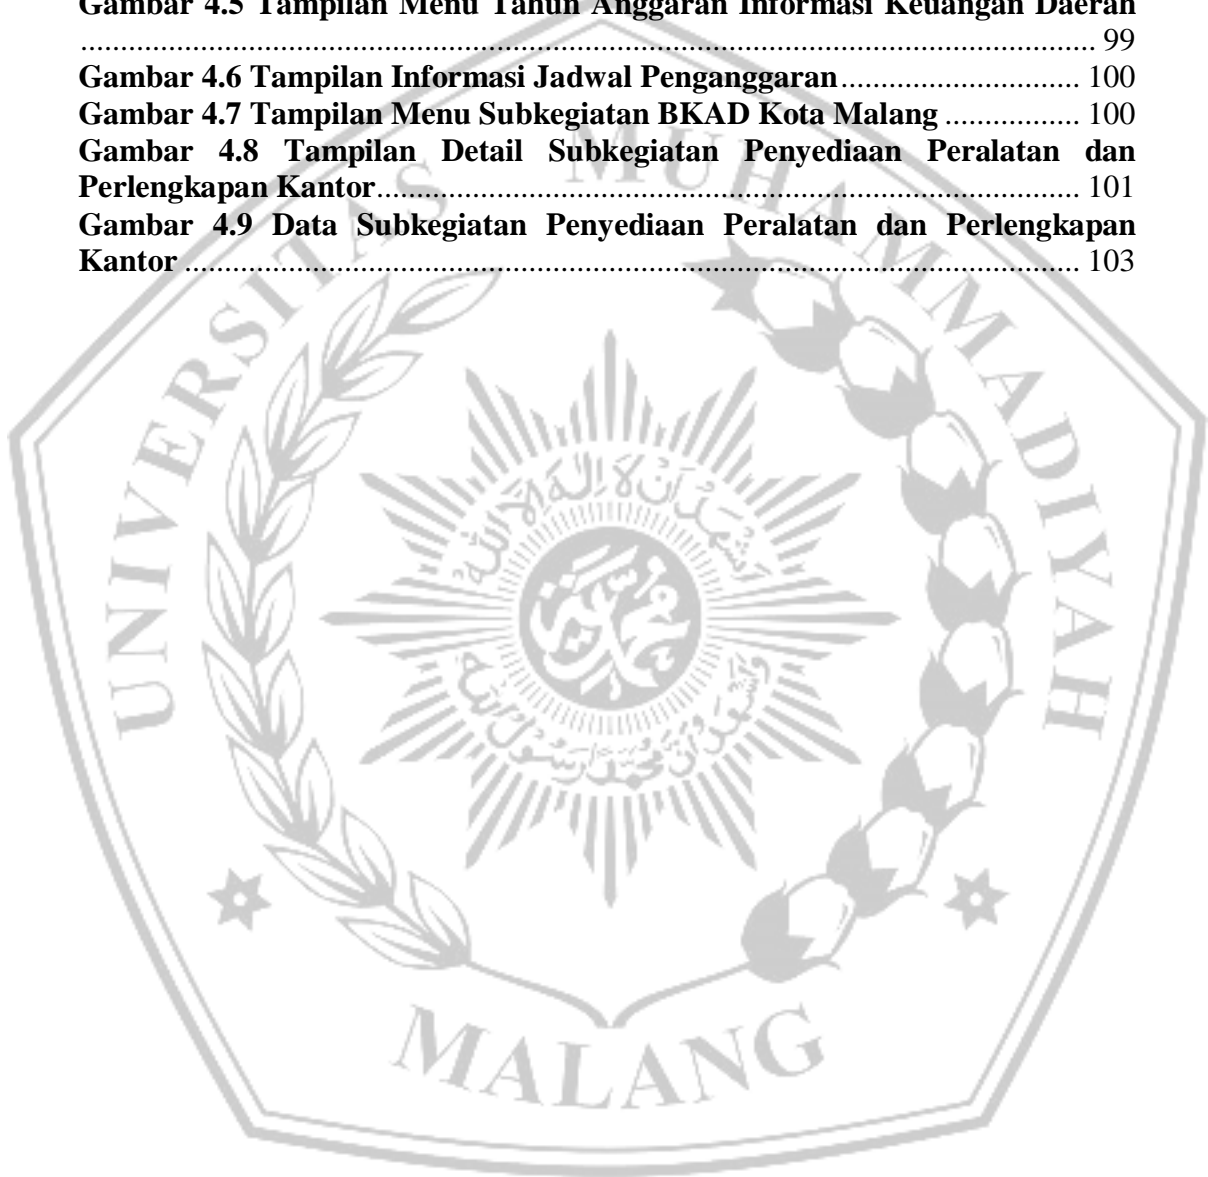 Gambar 4.5 Tampilan Menu Tahun Anggaran Informasi Keuangan Daerah
............................................................................................................................. 99
Gambar 4.6 Tampilan Informasi Jadwal Penganggaran ............................. 100
Gambar 4.7 Tampilan Menu Subkegiatan BKAD Kota Malang ................. 100
Gambar 4.8 Tampilan Detail Subkegiatan Penyediaan Peralatan dan
Perlengkapan Kantor ...................................................................................... 101
Gambar 4.9 Data Subkegiatan Penyediaan Peralatan dan Perlengkapan
Kantor .............................................................................................................. 103
UNIVERSITAS MUHAMMADIYAH
MALANG